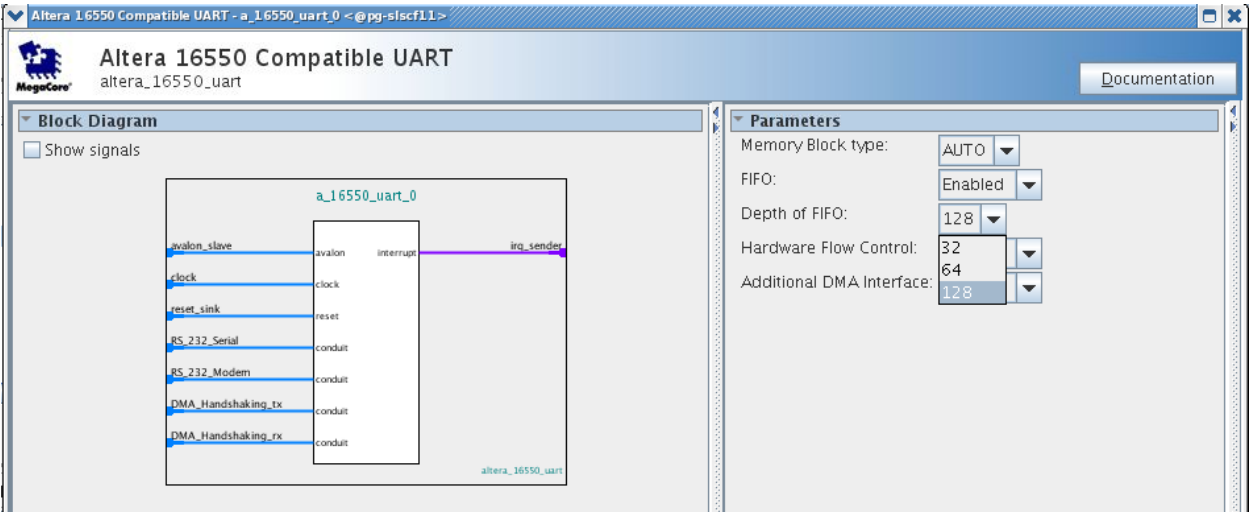 Altera 16550 Compatible UART - a_16550_uart_0 <@pg-slscf11>
MegaCore®
Altera 16550 Compatible UART
altera_16550_uart
Documentation
Block Diagram
Show signals
a_16550_uart_0
avalon_slave
avalon
interrupt
irq_sender
clock
clock
reset_sink
reset
RS_232_Serial
conduit
RS_232_Modem
conduit
DMA_Handshaking_tx
conduit
DMA_Handshaking_rx
conduit
altera_16550_uart
Parameters
Memory Block type: AUTO
FIFO: Enabled
Depth of FIFO: 128
Hardware Flow Control:
32
64
Additional DMA Interface:
128